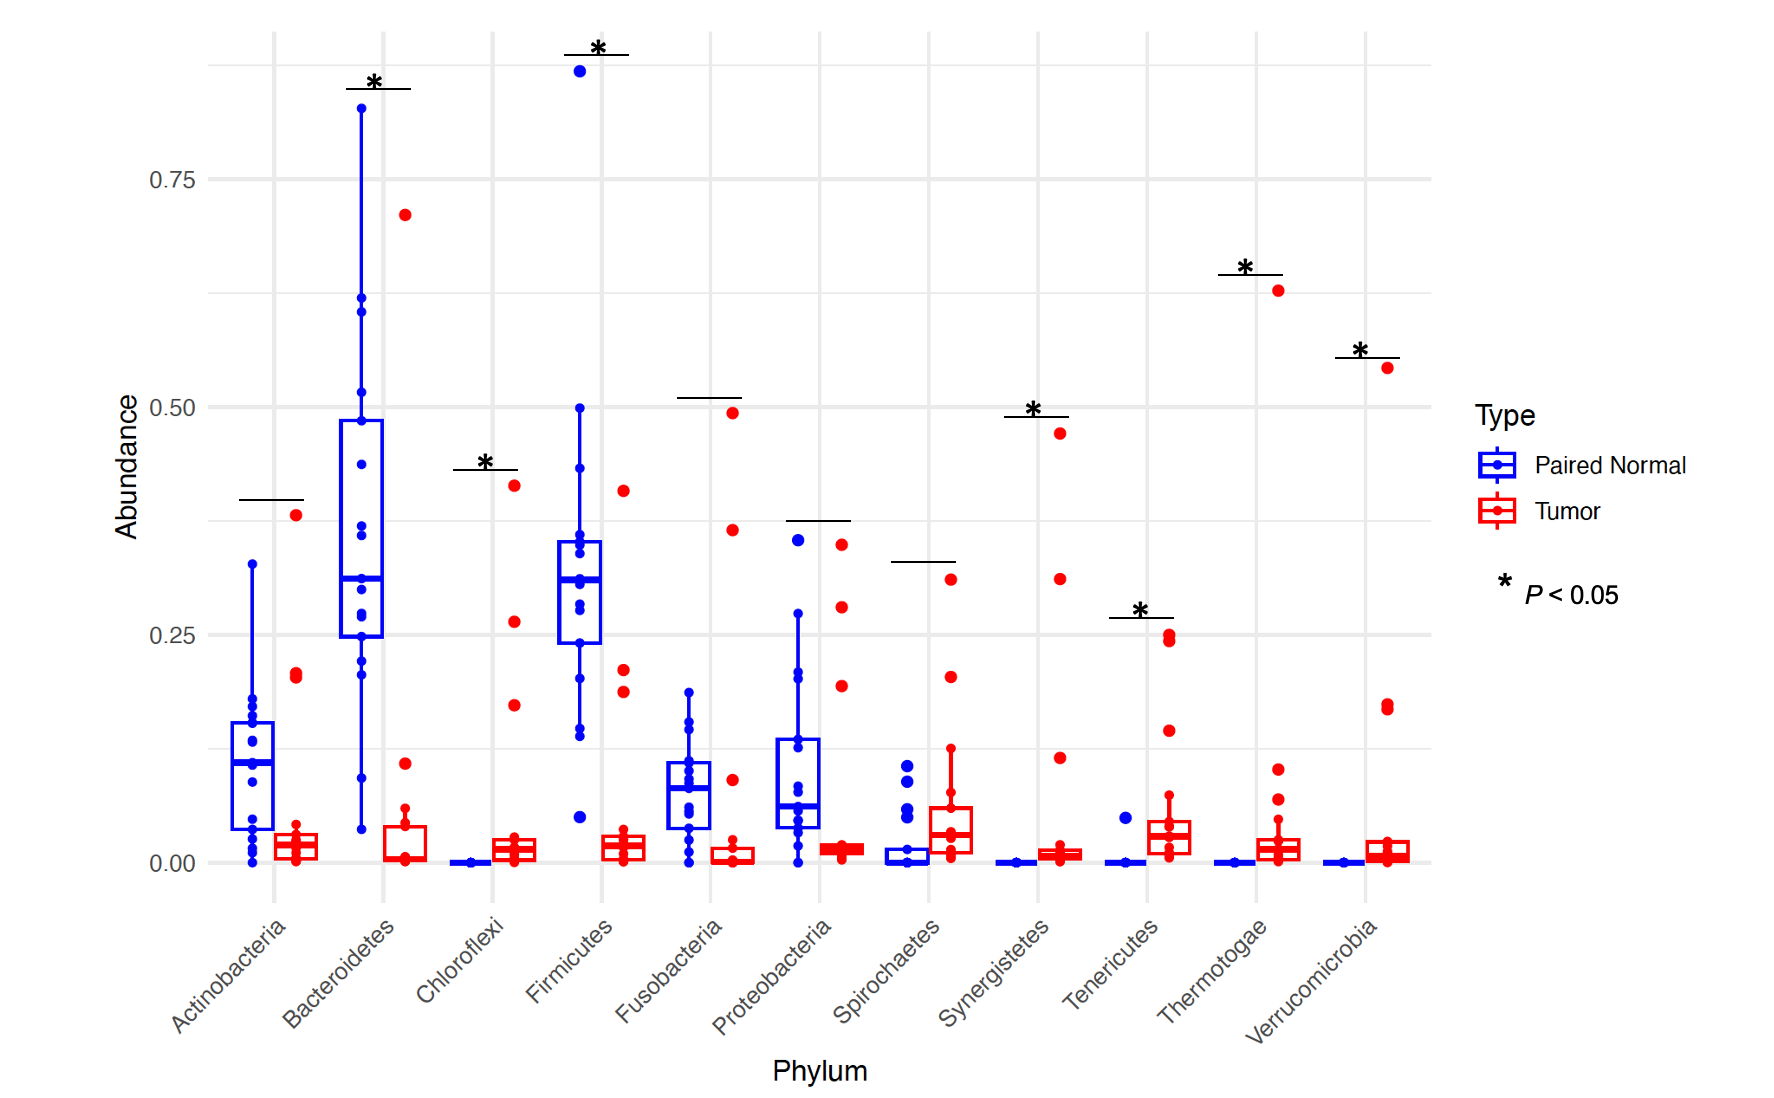 *
*
0.75
*
*
0.50
*
*
Abundance
*
0.25
0.00
Type
Paired Normal
Tumor
* P < 0.05
Actinobacteria
Bacteroidetes
Chloroflexi
Firmicutes
Fusobacteria
Proteobacteria
Spirochaetes
Synergistetes
Tenericutes
Thermotogae
Verrucomicrobia
Phylum